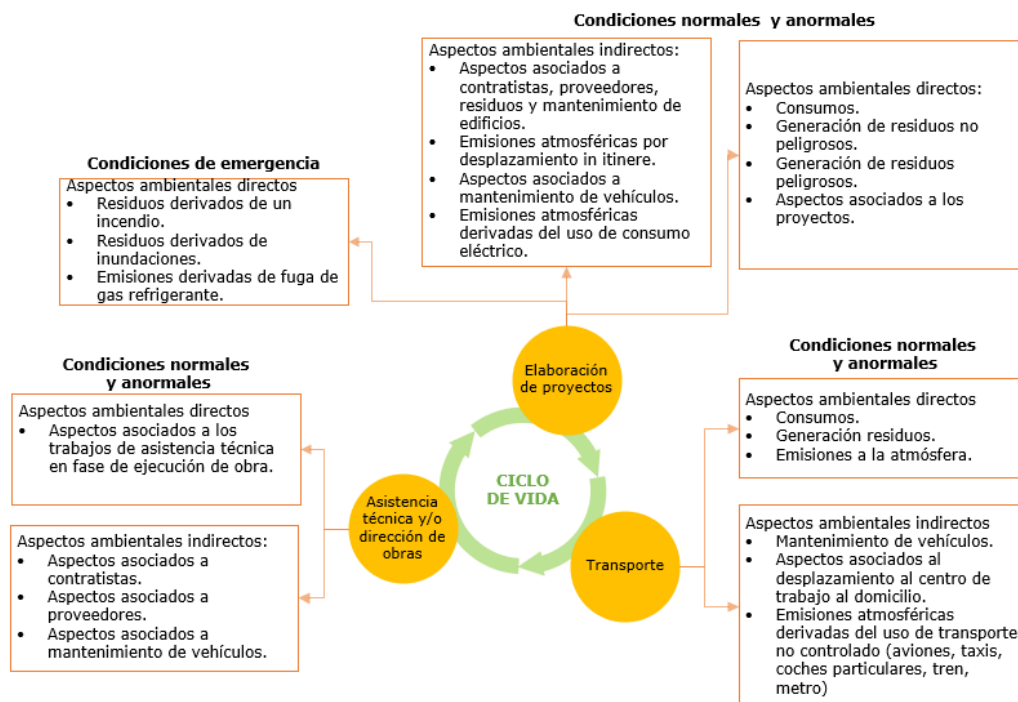 Condiciones normales  y anormales
Aspectos ambientales indirectos:
• Aspectos asociados a
contratistas, proveedores,
residuos y mantenimiento de
edificios.
• Emisiones atmosféricas por
desplazamiento in itinere.
• Aspectos asociados a
mantenimiento de vehículos.
• Emisiones atmosféricas
derivadas del uso de consumo
eléctrico.
Aspectos ambientales directos:
• Consumos.
• Generación de residuos no
peligrosos.
• Generación de residuos
peligrosos.
• Aspectos asociados a los
proyectos.
Condiciones de emergencia
Aspectos ambientales directos
• Residuos derivados de un
incendio.
• Residuos derivados de
inundaciones.
• Emisiones derivadas de fuga de
gas refrigerante.
Elaboración
de proyectos
Condiciones normales
y anormales
Aspectos ambientales directos
• Aspectos asociados a los
trabajos de asistencia técnica
en fase de ejecución de obra.
Aspectos ambientales indirectos:
• Aspectos asociados a
contratistas.
• Aspectos asociados a
proveedores.
• Aspectos asociados a
mantenimiento de vehículos.
Asistencia
técnica y/o
dirección de
obras
CICLO
DE VIDA
Transporte
Condiciones normales
y anormales
Aspectos ambientales directos
• Consumos.
• Generación residuos.
• Emisiones a la atmósfera.
Aspectos ambientales indirectos
• Mantenimiento de vehículos.
• Aspectos asociados al
desplazamiento al centro de
trabajo al domicilio.
• Emisiones atmosféricas
derivadas del uso de transporte
no controlado (aviones, taxis,
coches particulares, tren,
metro)